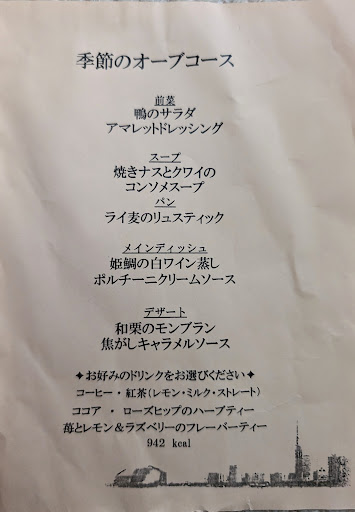 季節のオーブコース
前菜
鴨のサラダ
アマレットドレッシング
スープ
焼きナスとクワイの
コンソメスープ
パン
ライ麦のリュスティック
メインディッシュ
姫鯛の白ワイン蒸し
ポルチーニクリームソース
デザート
和栗のモンブラン
焦がしキャラメルソース
✦お好みのドリンクをお選びください✦
コーヒー・紅茶(レモン・ミルク・ストレート)
ココア ・ ローズヒップのハーブティー
苺とレモン&ラズベリーのフレーバーティー
942 kcal